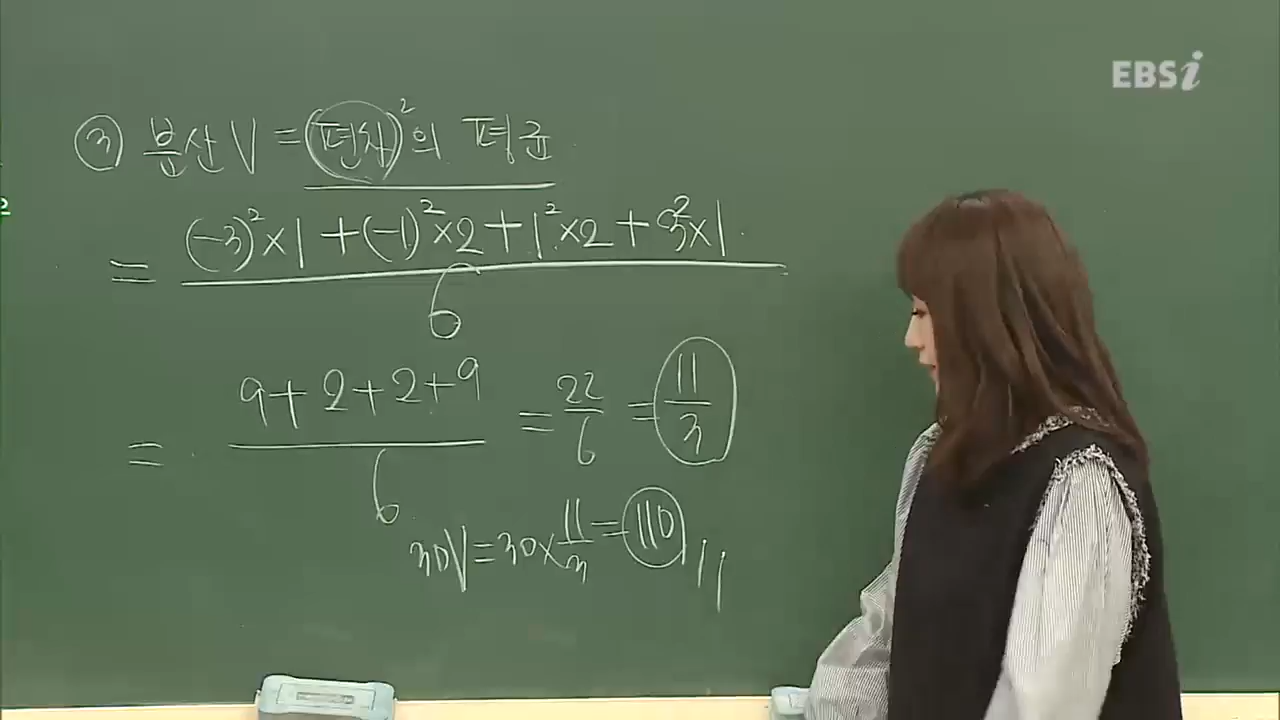 EBSi
③ 분산 V = (편차)²의 평균
= (-3)²×1+(-1)²×2+1²×2+3²×1
6
= 9+2+2+9 = 22 = 11
6 6 3
30V=30×11/3=110
2